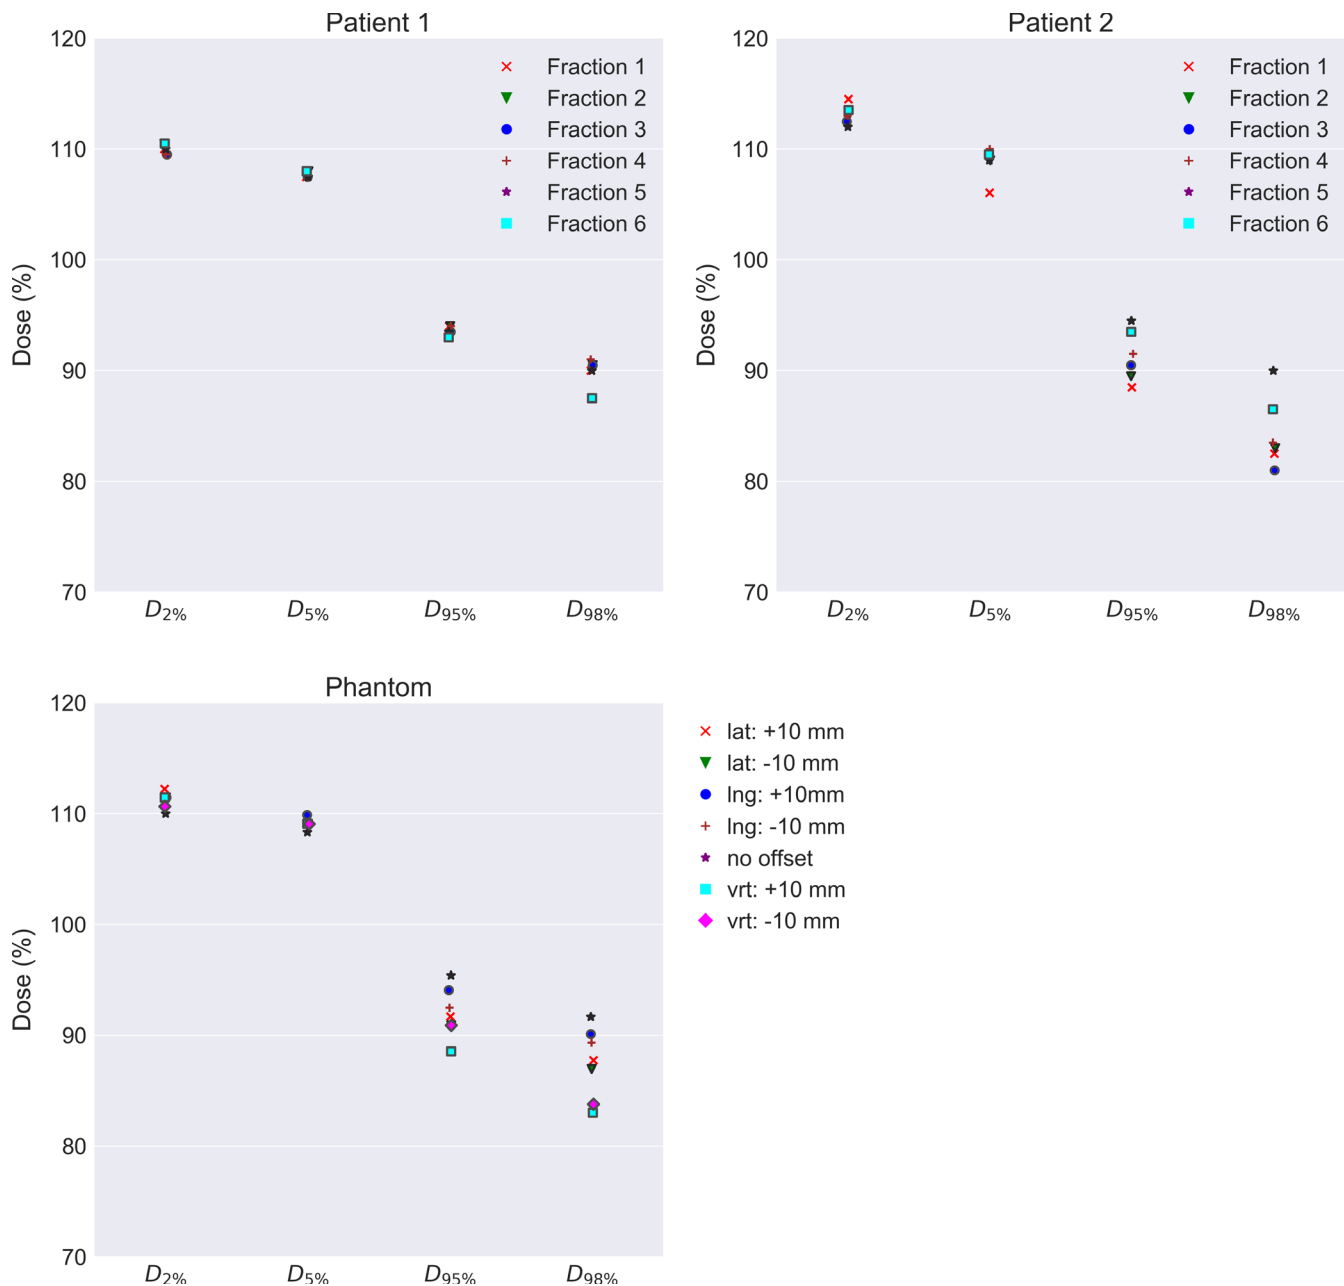 Patient 1
120
110
100
90
80
70
Dose (%)
Fraction 1
Fraction 2
Fraction 3
Fraction 4
Fraction 5
Fraction 6
D2% D5% D95% D98%
Patient 2
120
110
100
90
80
70
Dose (%)
Fraction 1
Fraction 2
Fraction 3
Fraction 4
Fraction 5
Fraction 6
D2% D5% D95% D98%
Phantom
120
110
100
90
80
70
Dose (%)
D2% D5% D95% D98%
lat: +10 mm
lat: -10 mm
lng: +10mm
lng: -10 mm
no offset
vrt: +10 mm
vrt: -10 mm